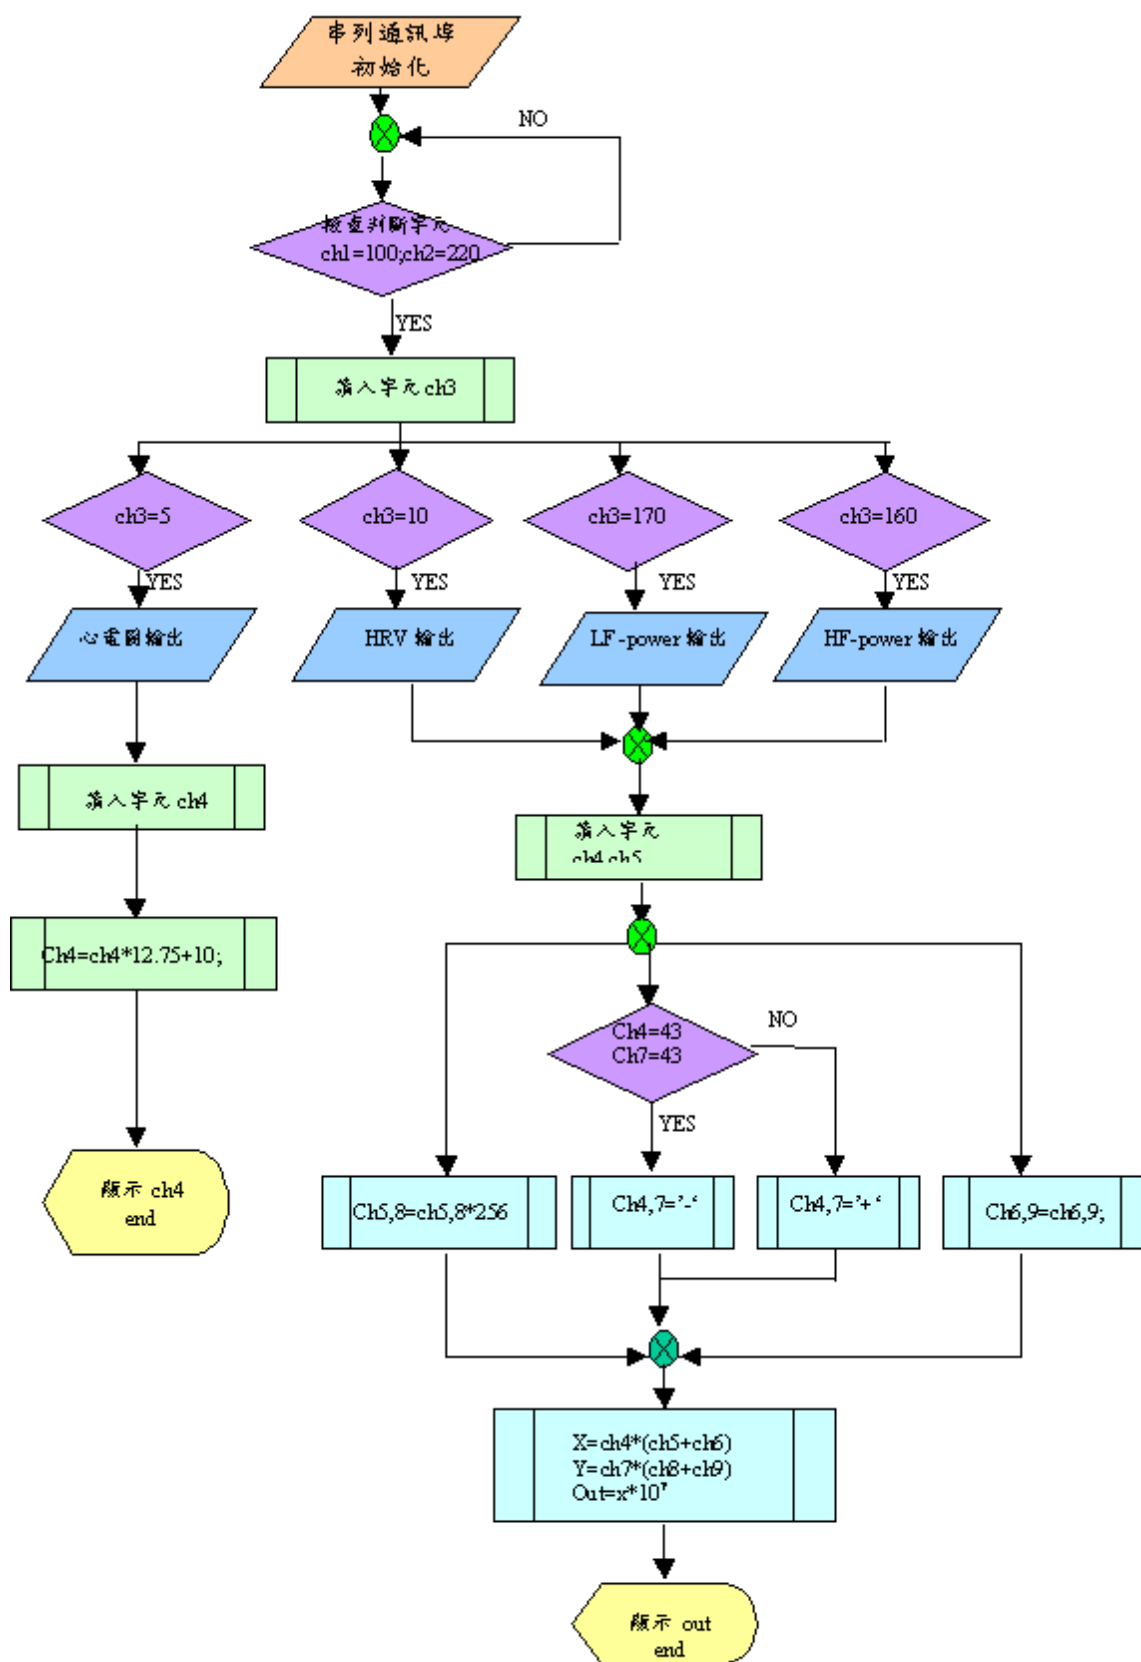 串列通訊埠
初始化
NO
檢查判斷字元
ch1=100;ch2=220
YES
讀入字元 ch3
ch3=5
ch3=10
ch3=170
ch3=160
YES
YES
YES
YES
心電圖輸出
HRV 輸出
LF-power 輸出
HF-power 輸出
讀入字元 ch4
讀入字元
ch4,ch5
Ch4=ch4*12.75+10;
Ch4=43
Ch7=43
NO
YES
顯示 ch4
end
Ch5,8=ch5,8*256
Ch4,7='-‘
Ch4,7='+‘
Ch6,9=ch6,9;
X=ch4*(ch5+ch6)
Y=ch7*(ch8+ch9)
Out=x*10ʸ
顯示 out
end